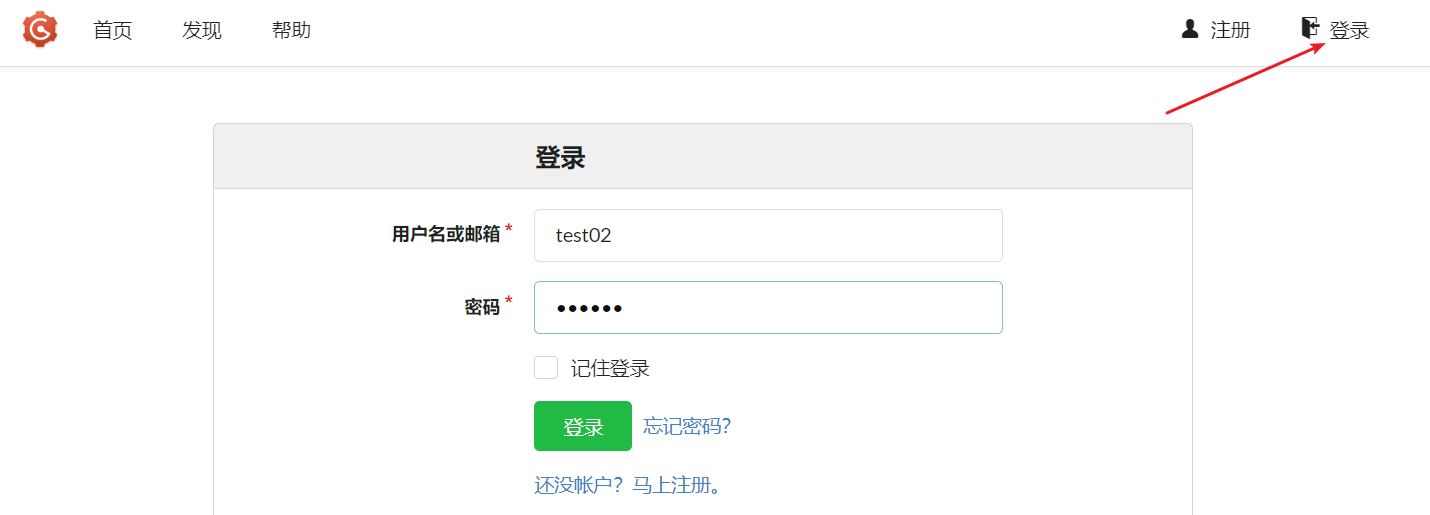 首页 发现 帮助 注册 登录
登录
用户名或邮箱* test02
密码* ••••••
记住登录
登录 忘记密码？
还没帐户？马上注册。